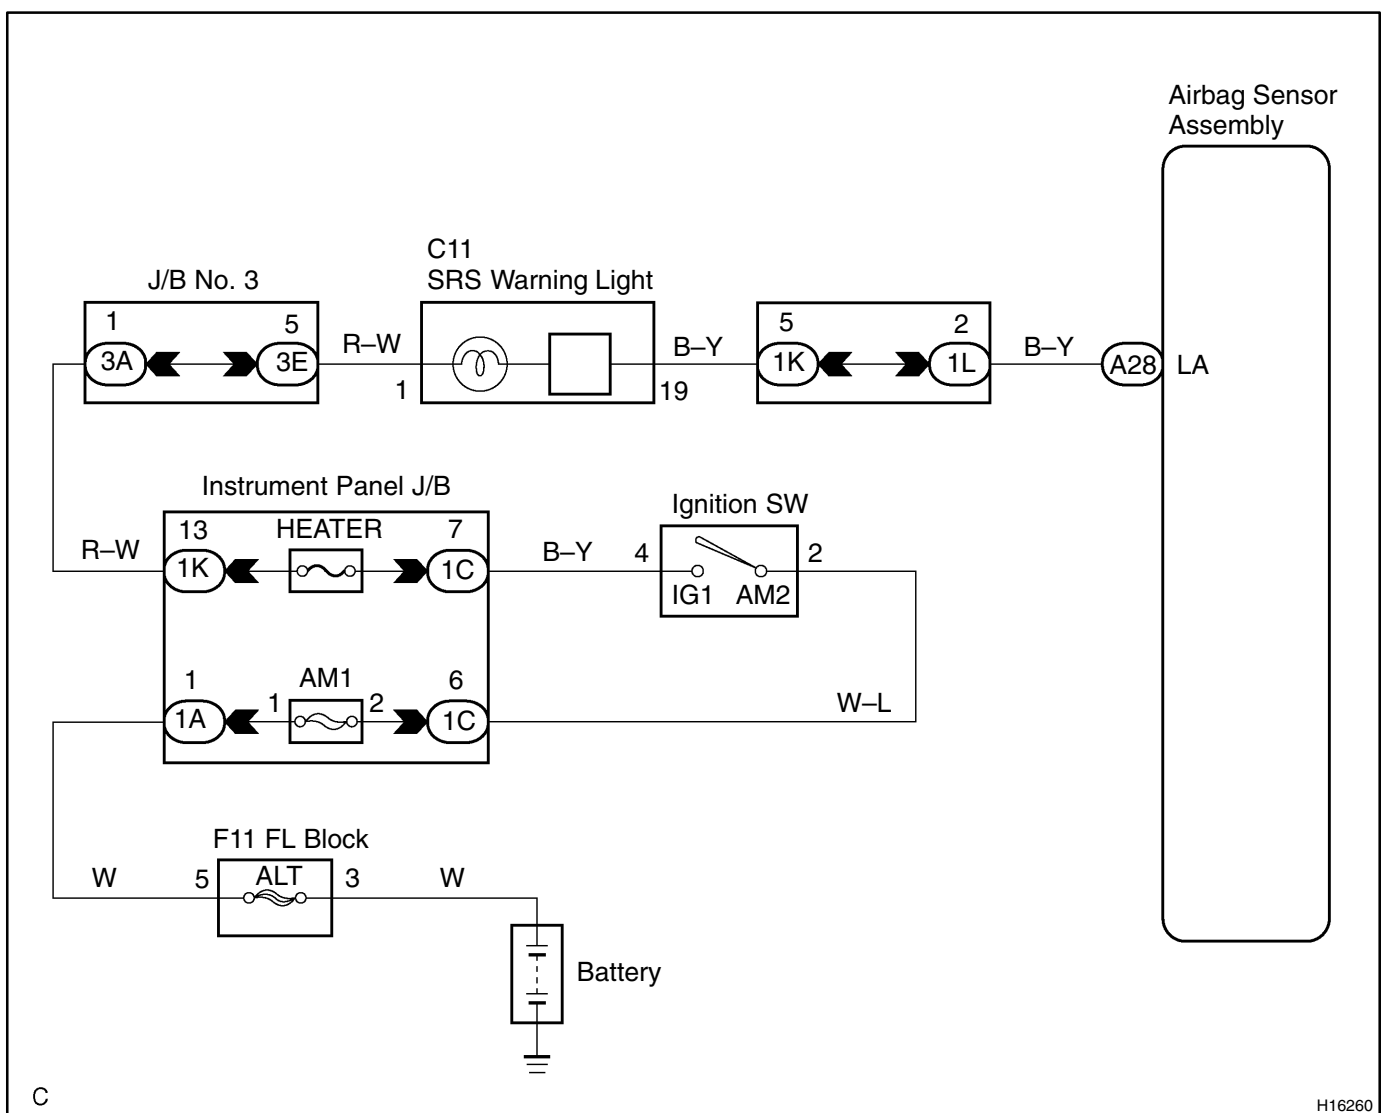 Airbag Sensor
Assembly
C11
SRS Warning Light
J/B No. 3
1
5
3A
3E
R–W
1
19
B–Y
5
2
1K
1L
B–Y
A28
LA
Instrument Panel J/B
13
HEATER
7
R–W
1K
1C
B–Y
Ignition SW
4
2
IG1
AM2
1
AM1
6
1A
1
2
1C
W–L
F11 FL Block
W
5
ALT
3
W
Battery
C
H16260